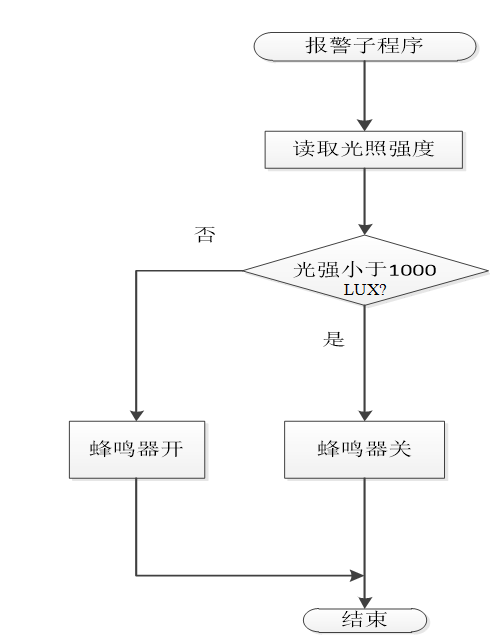 报警子程序
读取光照强度
否
光强小于1000
LUX?
是
蜂鸣器开
蜂鸣器关
结束